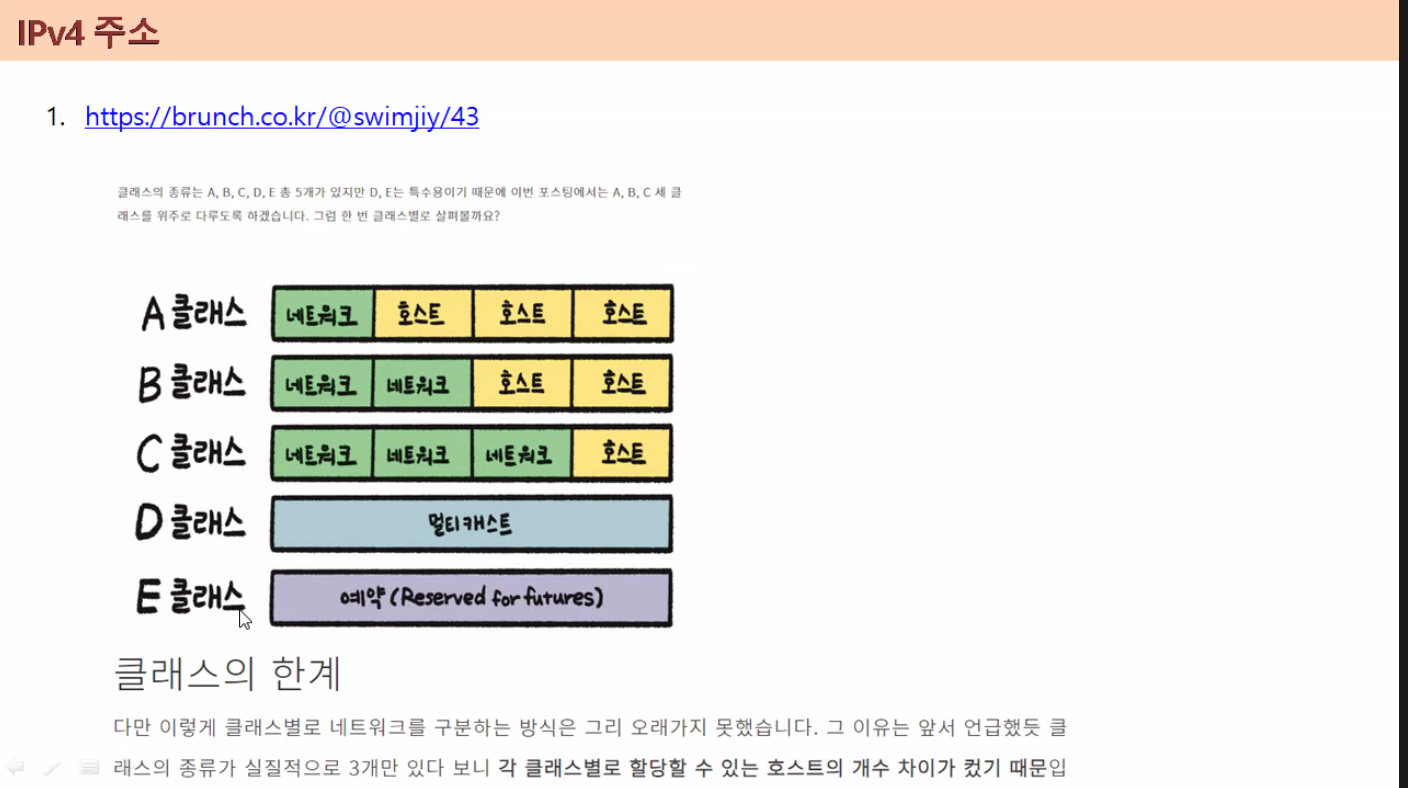 IPv4 주소
1. https://brunch.co.kr/@swimjiy/43
클래스의 종류는 A, B, C, D, E 총 5개가 있지만 D, E는 특수용이기 때문에 이번 포스팅에서는 A, B, C 세 클
래스를 위주로 다루도록 하겠습니다. 그럼 한 번 클래스별로 살펴볼까요?
A 클래스 네트워크 호스트 호스트 호스트
B 클래스 네트워크 네트워크 호스트 호스트
C 클래스 네트워크 네트워크 네트워크 호스트
D 클래스 멀티캐스트
E 클래스 예약 (Reserved for futures)
클래스의 한계
다만 이렇게 클래스별로 네트워크를 구분하는 방식은 그리 오래가지 못했습니다. 그 이유는 앞서 언급했듯 클
래스의 종류가 실질적으로 3개만 있다 보니 각 클래스별로 할당할 수 있는 호스트의 개수 차이가 컸기 때문입